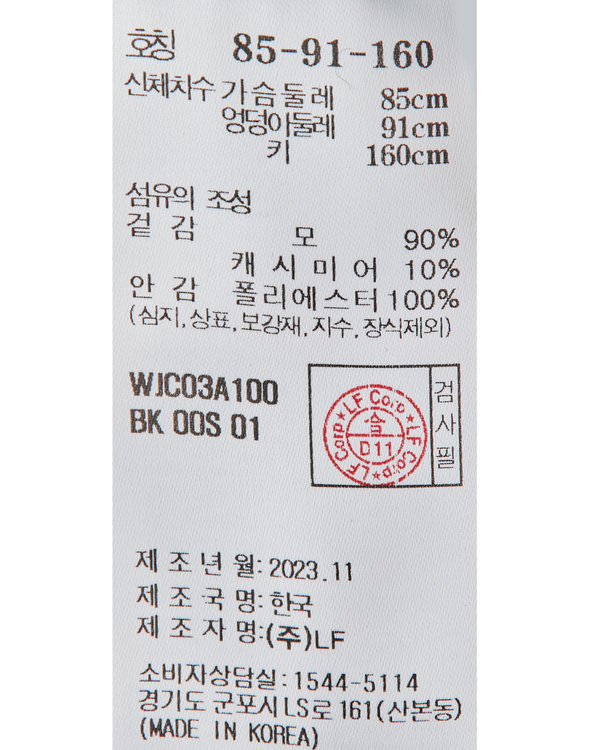 호칭 85-91-160
신체치수 가슴둘레 85cm
엉덩이둘레 91cm
키 160cm
섬유의 조성
겉감 모 90%
캐시미어 10%
안감 폴리에스터 100%
(심지, 상표, 보강재, 자수, 장식제외)
WJC03A100
BK 00S 01
LF Corp ★ LF Corp ★ LF Corp ★
D11
검사필
제조년월: 2023.11
제조국명: 한국
제조자명: (주)LF
소비자상담실: 1544-5114
경기도 군포시 LS로 161(산본동)
(MADE IN KOREA)